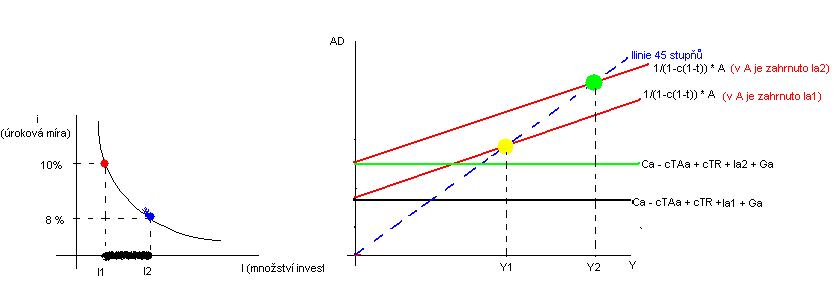 i
(úroková míra)
10%
8 %
I1
I2
I (množství invest
AD
llinie 45 stupňů
1/(1-c(1-t)) * A (v A je zahrnuto Ia2)
1/(1-c(1-t)) * A (v A je zahrnuto Ia1)
Ca - cTAa + cTR + Ia2 + Ga
Ca - cTAa + cTR +Ia1 + Ga
Y1
Y2
Y